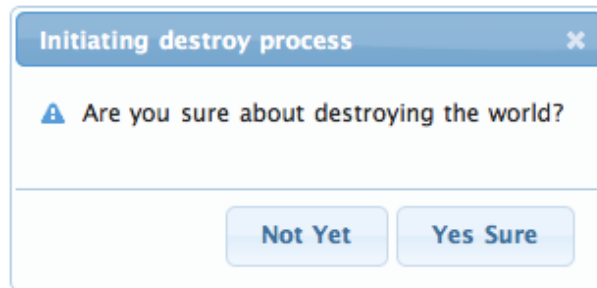 Initiating destroy process
Are you sure about destroying the world?
Not Yet Yes Sure